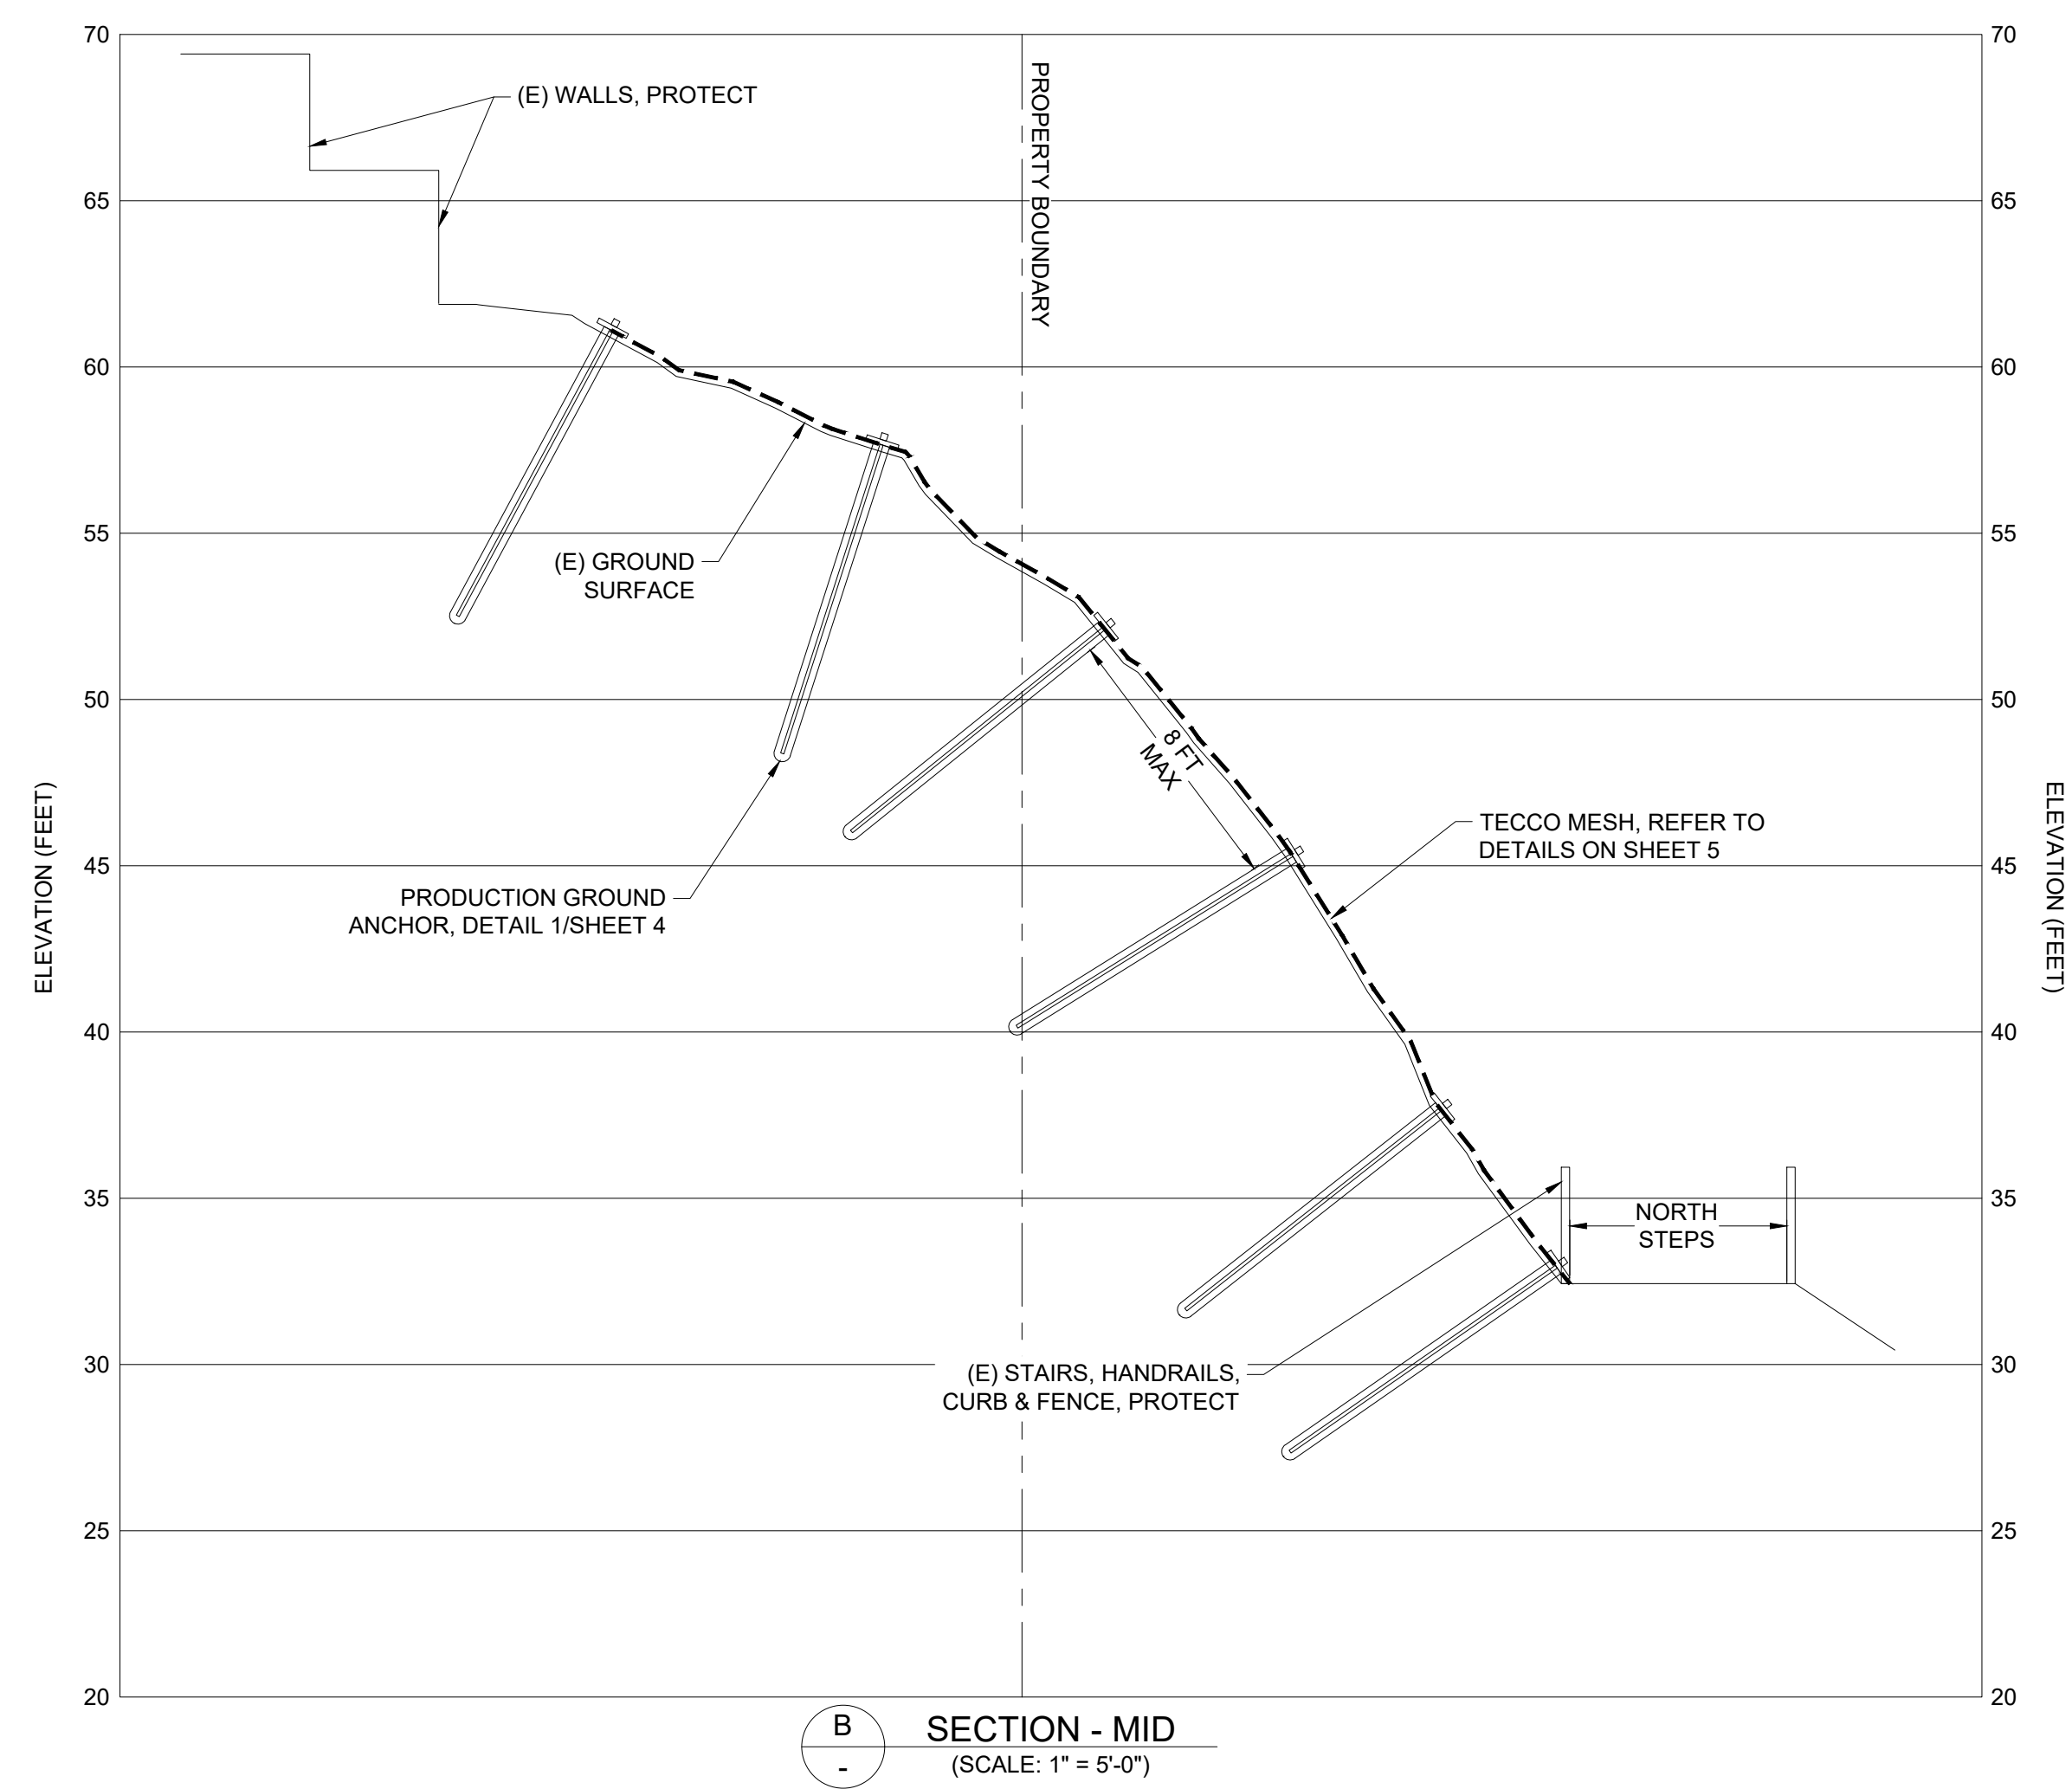 70
70
(E) WALLS, PROTECT
PROPERTY BOUNDARY
65
65
60
60
55
55
(E) GROUND
SURFACE
50
50
8 FT
MAX
ELEVATION (FEET)
ELEVATION (FEET)
TECCO MESH, REFER TO
DETAILS ON SHEET 5
45
45
PRODUCTION GROUND
ANCHOR, DETAIL 1/SHEET 4
40
40
35
35
NORTH
STEPS
30
30
(E) STAIRS, HANDRAILS,
CURB & FENCE, PROTECT
25
25
20
20
B
-
SECTION - MID
(SCALE: 1" = 5'-0")